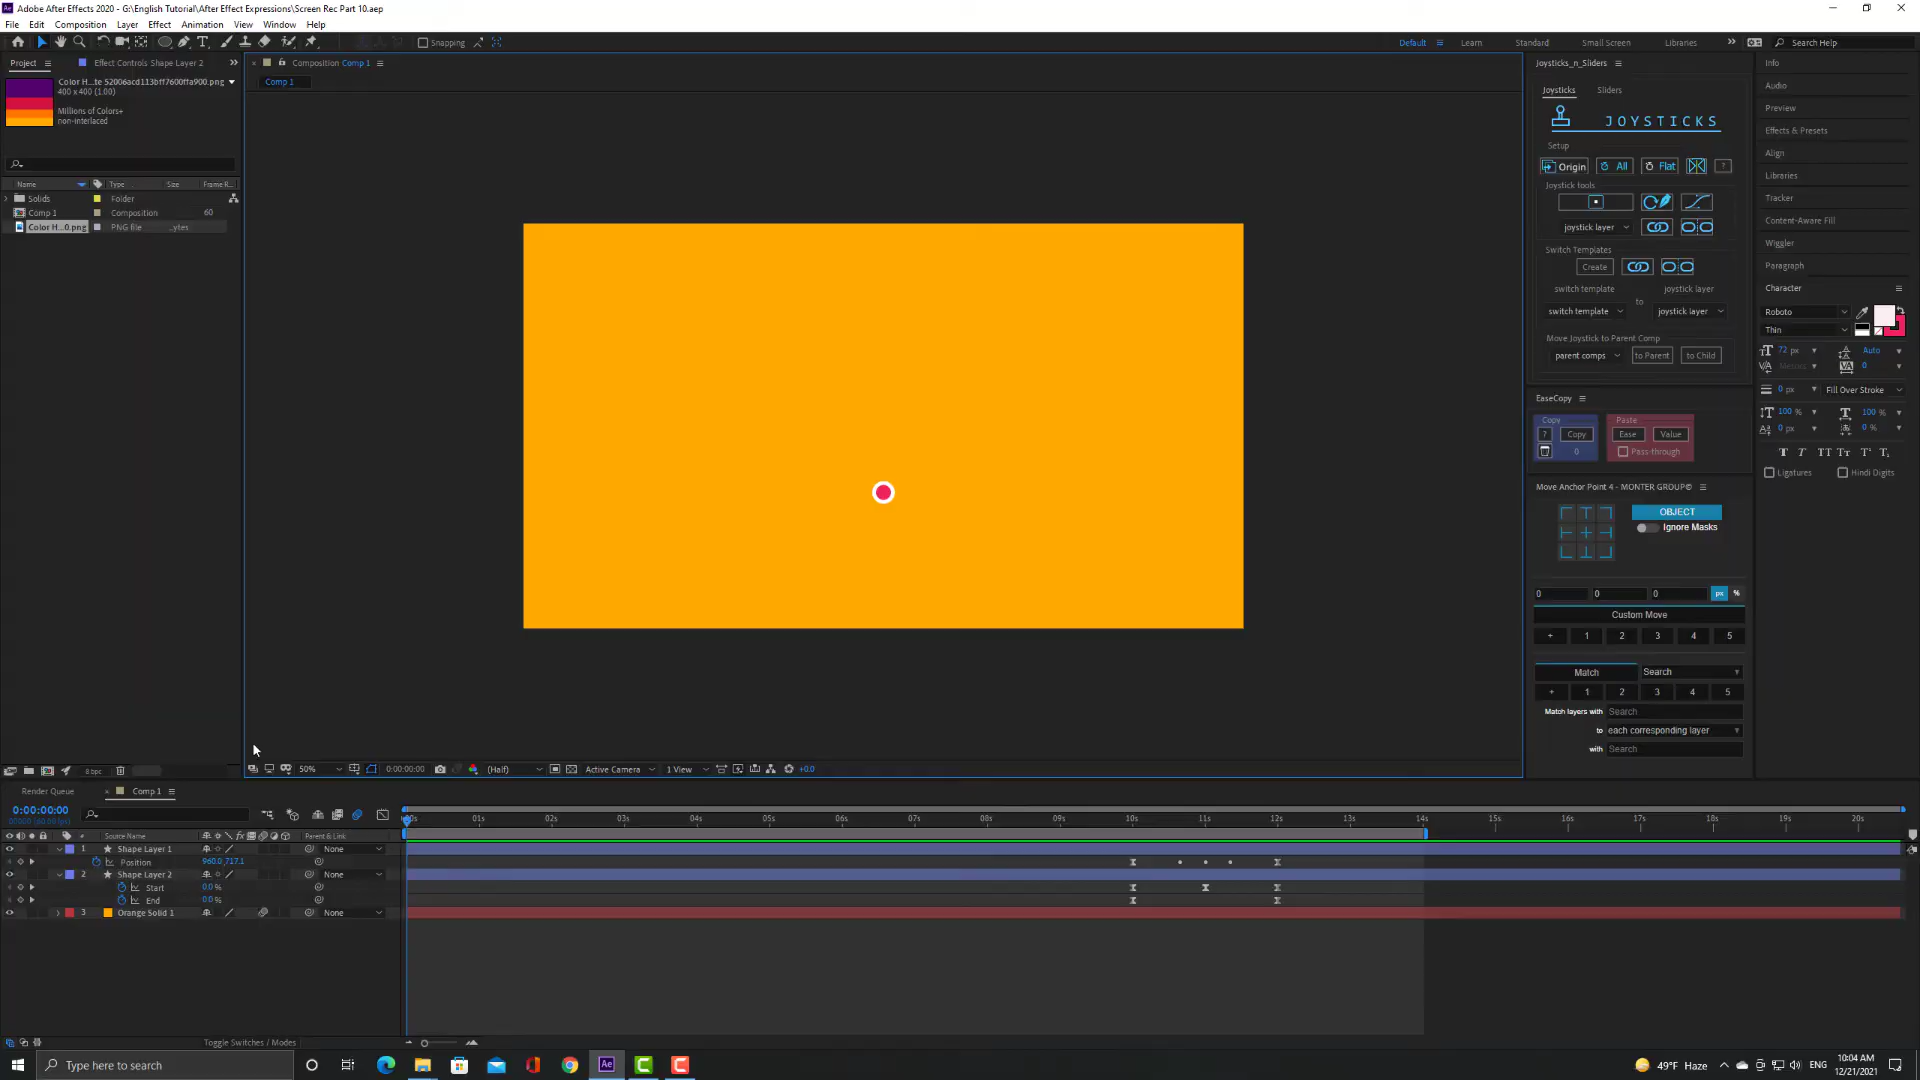 Adobe After Effects 2020 - G:\English Tutorial\After Effect Expressions\Screen Rec Part 10.aep
File Edit Composition Layer Effect Animation View Window Help
Snapping
Default Learn Standard Small Screen Libraries Search Help
Project
Effect Controls Shape Layer 2
Composition Comp 1
Comp 1
Color H...te 52006acd113bff7600ffa900.png
400 x 400 (1.00)
Millions of Colors+
non-interlaced
Name Type Size Frame R...
Solids Folder
Comp 1 Composition 60
Color H...0.png PNG file ...ytes
8 bpc
50% 0:00:00:00 (Half) Active Camera 1 View +0.0
Joysticks_n_Sliders
Joysticks Sliders
JOYSTICKS
Setup
Origin All Flat ?
Joystick tools
joystick layer
Switch Templates
Create
switch template joystick layer
to
switch template joystick layer
Move Joystick to Parent Comp
parent comps to Parent to Child
EaseCopy
Copy Paste
? Copy Ease Value
0 Pass-through
Move Anchor Point 4 - MONTER GROUP©
OBJECT
Ignore Masks
0 0 0 px %
Custom Move
+ 1 2 3 4 5
Match Search
+ 1 2 3 4 5
Match layers with Search
to each corresponding layer
with Search
Info
Audio
Preview
Effects & Presets
Align
Libraries
Tracker
Content-Aware Fill
Wiggler
Paragraph
Character
Roboto
Thin
72 px Auto
Metrics 0
0 px Fill Over Stroke
100 % 100 %
0 px 0 %
Ligatures Hindi Digits
Render Queue Comp 1
0:00:00:00
# Source Name Parent & Link
1 Shape Layer 1 None
Position 960.0,717.1
2 Shape Layer 2 None
Start 0.0 %
End 0.0 %
3 Orange Solid 1 None
01s 02s 03s 04s 05s 06s 07s 08s 09s 10s 11s 12s 13s 14s 15s 16s 17s 18s 19s 20s
Toggle Switches / Modes
Type here to search
49°F Haze
ENG
10:04 AM
12/21/2021